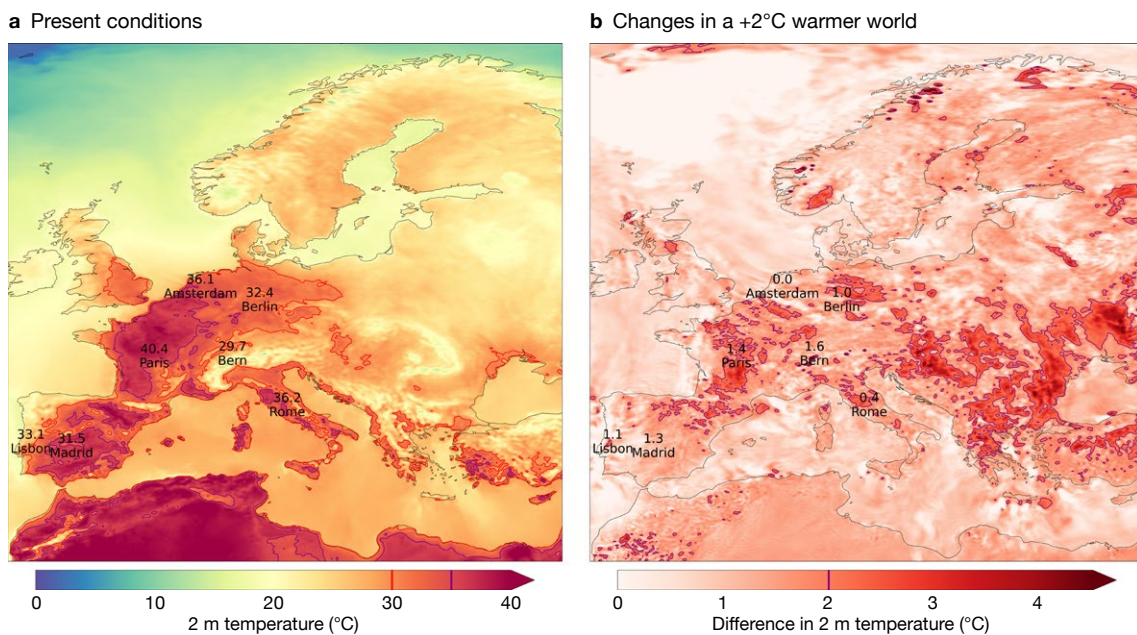 a Present conditions
b Changes in a +2°C warmer world
36.1
Amsterdam
32.4
Berlin
40.4
Paris
29.7
Bern
36.2
Rome
33.1
Lisbon
31.5
Madrid
0 10 20 30 40
2 m temperature (°C)
0.0
Amsterdam
1.0
Berlin
1.4
Paris
1.6
Bern
0.4
Rome
1.1
Lisbon
1.3
Madrid
0 1 2 3 4
Difference in 2 m temperature (°C)